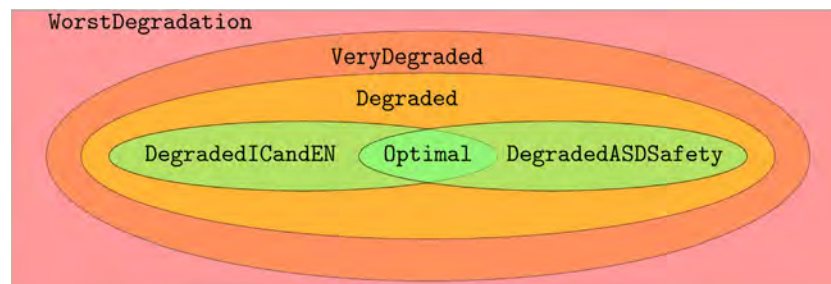 WorstDegradation
VeryDegraded
Degraded
DegradedICandEN Optimal DegradedASDSafety